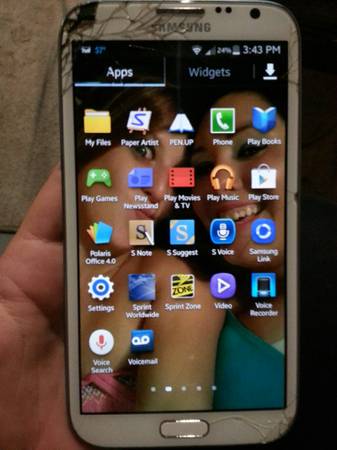 SAMSUNG
57° 24% 3:43 PM
Apps Widgets
My Files Paper Artist PEN.UP Phone Play Books
Play Games Play Newsstand Play Movies & TV Play Music Play Store
Polaris Office 4.0 S Note S Suggest S Voice Samsung Link
Settings Sprint Worldwide Sprint Zone Video Voice Recorder
Voice Search Voicemail